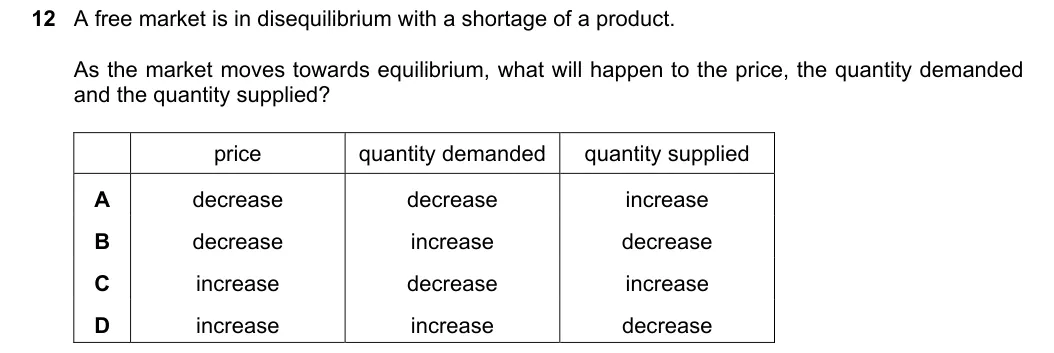 12 A free market is in disequilibrium with a shortage of a product.
As the market moves towards equilibrium, what will happen to the price, the quantity demanded
and the quantity supplied?
price quantity demanded quantity supplied
A decrease decrease increase
B decrease increase decrease
C increase decrease increase
D increase increase decrease